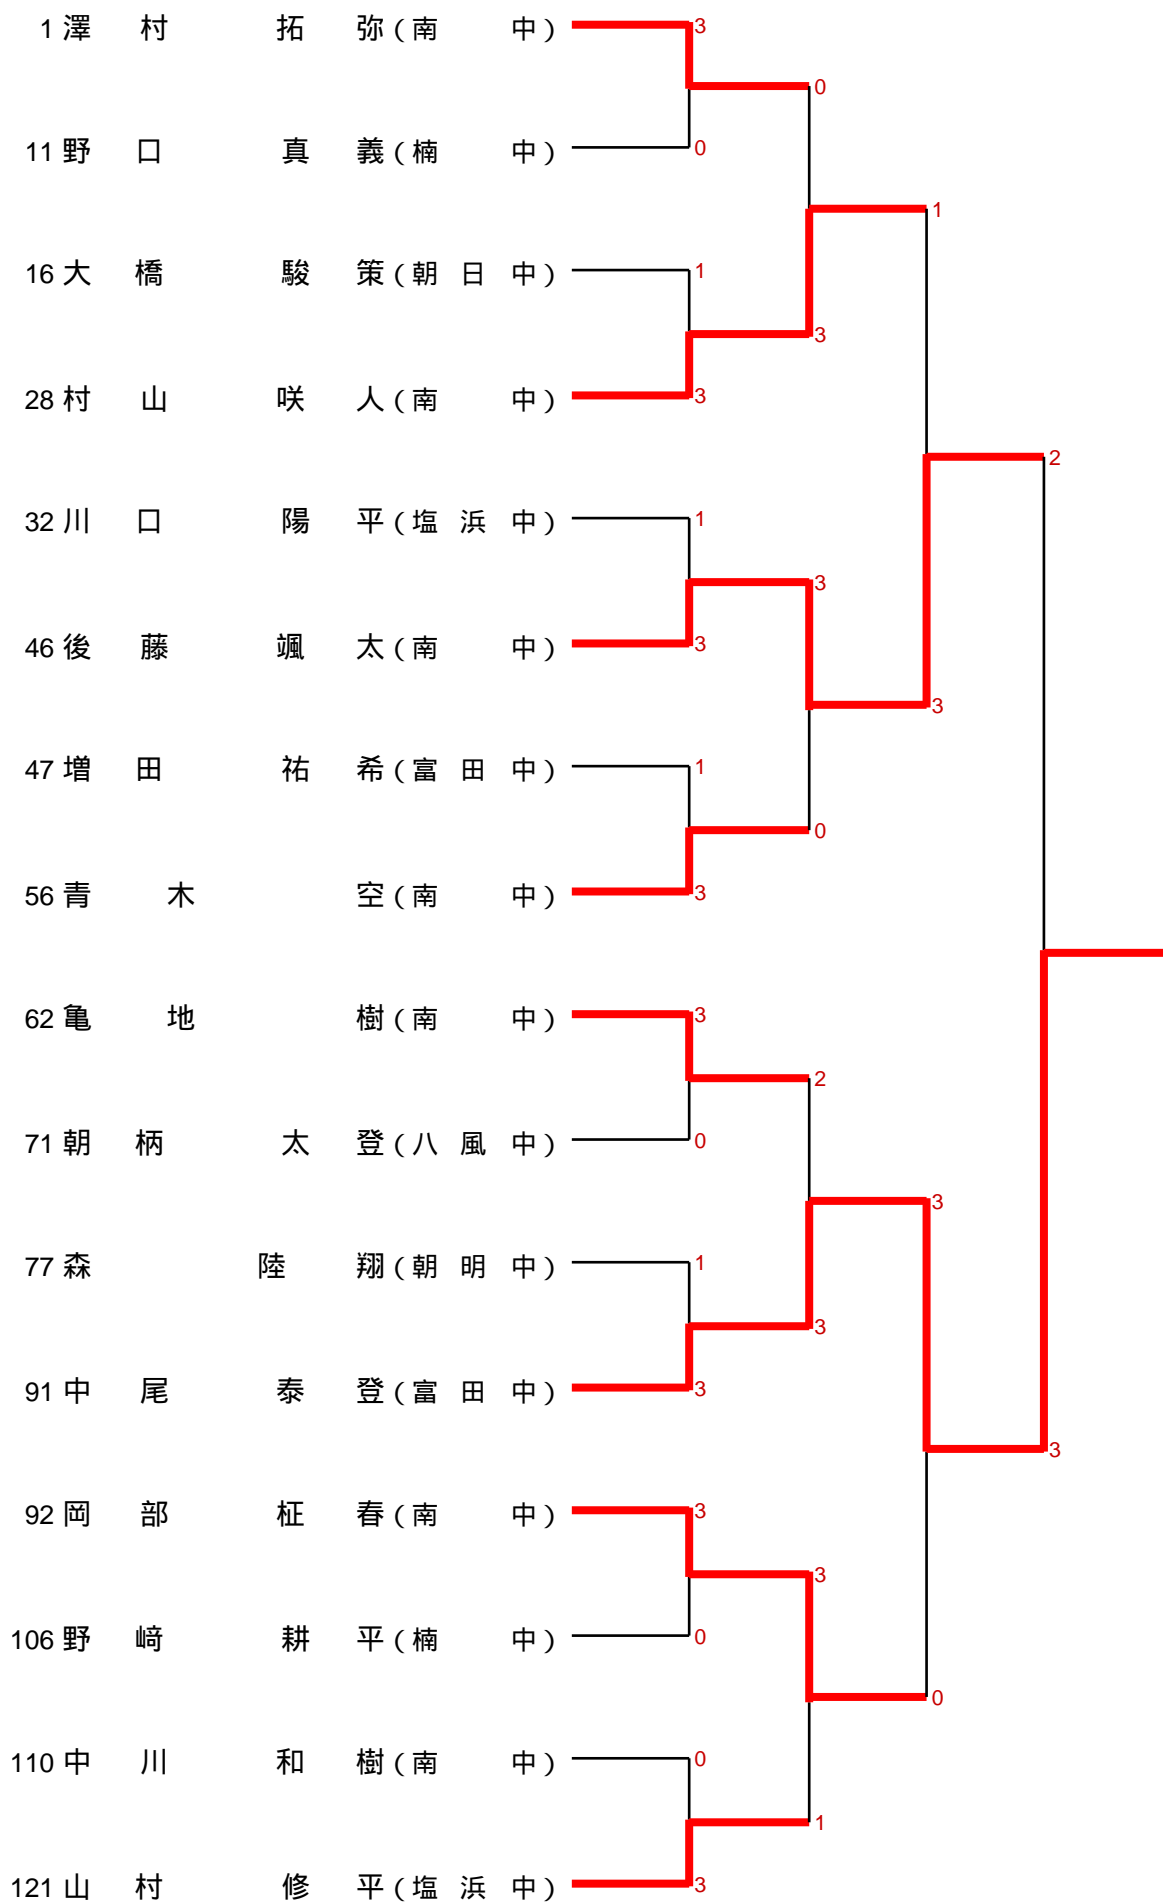 1 澤村 拓弥 (南中) 3
0
11 野口 真義 (楠中) 0
1
16 大橋 駿策 (朝日中) 1
3
28 村山 咲人 (南中) 3
2
32 川口 陽平 (塩浜中) 1
3
46 後藤 颯太 (南中) 3
3
47 増田 祐希 (富田中) 1
0
56 青木 空 (南中) 3
62 亀地 樹 (南中) 3
2
71 朝柄 太登 (八風中) 0
3
77 森 陸翔 (朝明中) 1
3
91 中尾 泰登 (富田中) 3
3
92 岡部 柾春 (南中) 3
3
106 野﨑 耕平 (楠中) 0
0
110 中川 和樹 (南中) 0
1
121 山村 修平 (塩浜中) 3